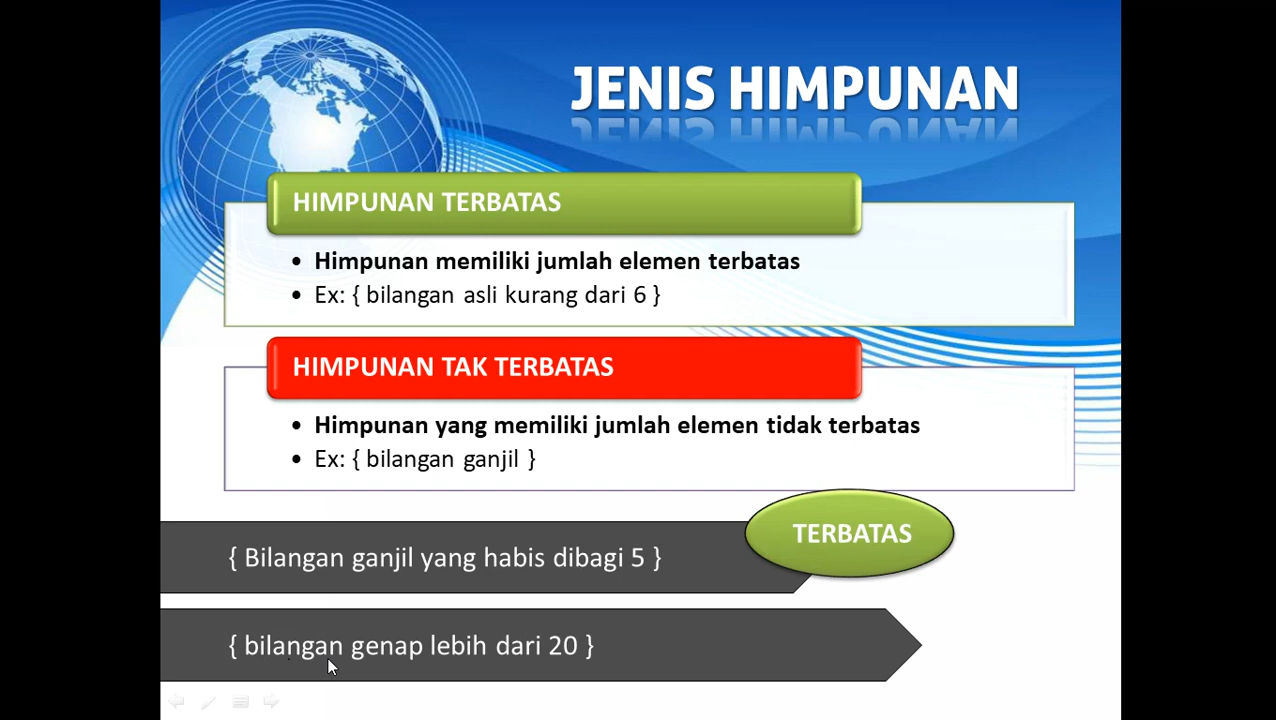 JENIS HIMPUNAN
HIMPUNAN TERBATAS
• Himpunan memiliki jumlah elemen terbatas
• Ex: { bilangan asli kurang dari 6 }
HIMPUNAN TAK TERBATAS
• Himpunan yang memiliki jumlah elemen tidak terbatas
• Ex: { bilangan ganjil }
TERBATAS
{ Bilangan ganjil yang habis dibagi 5 }
{ bilangan genap lebih dari 20 }